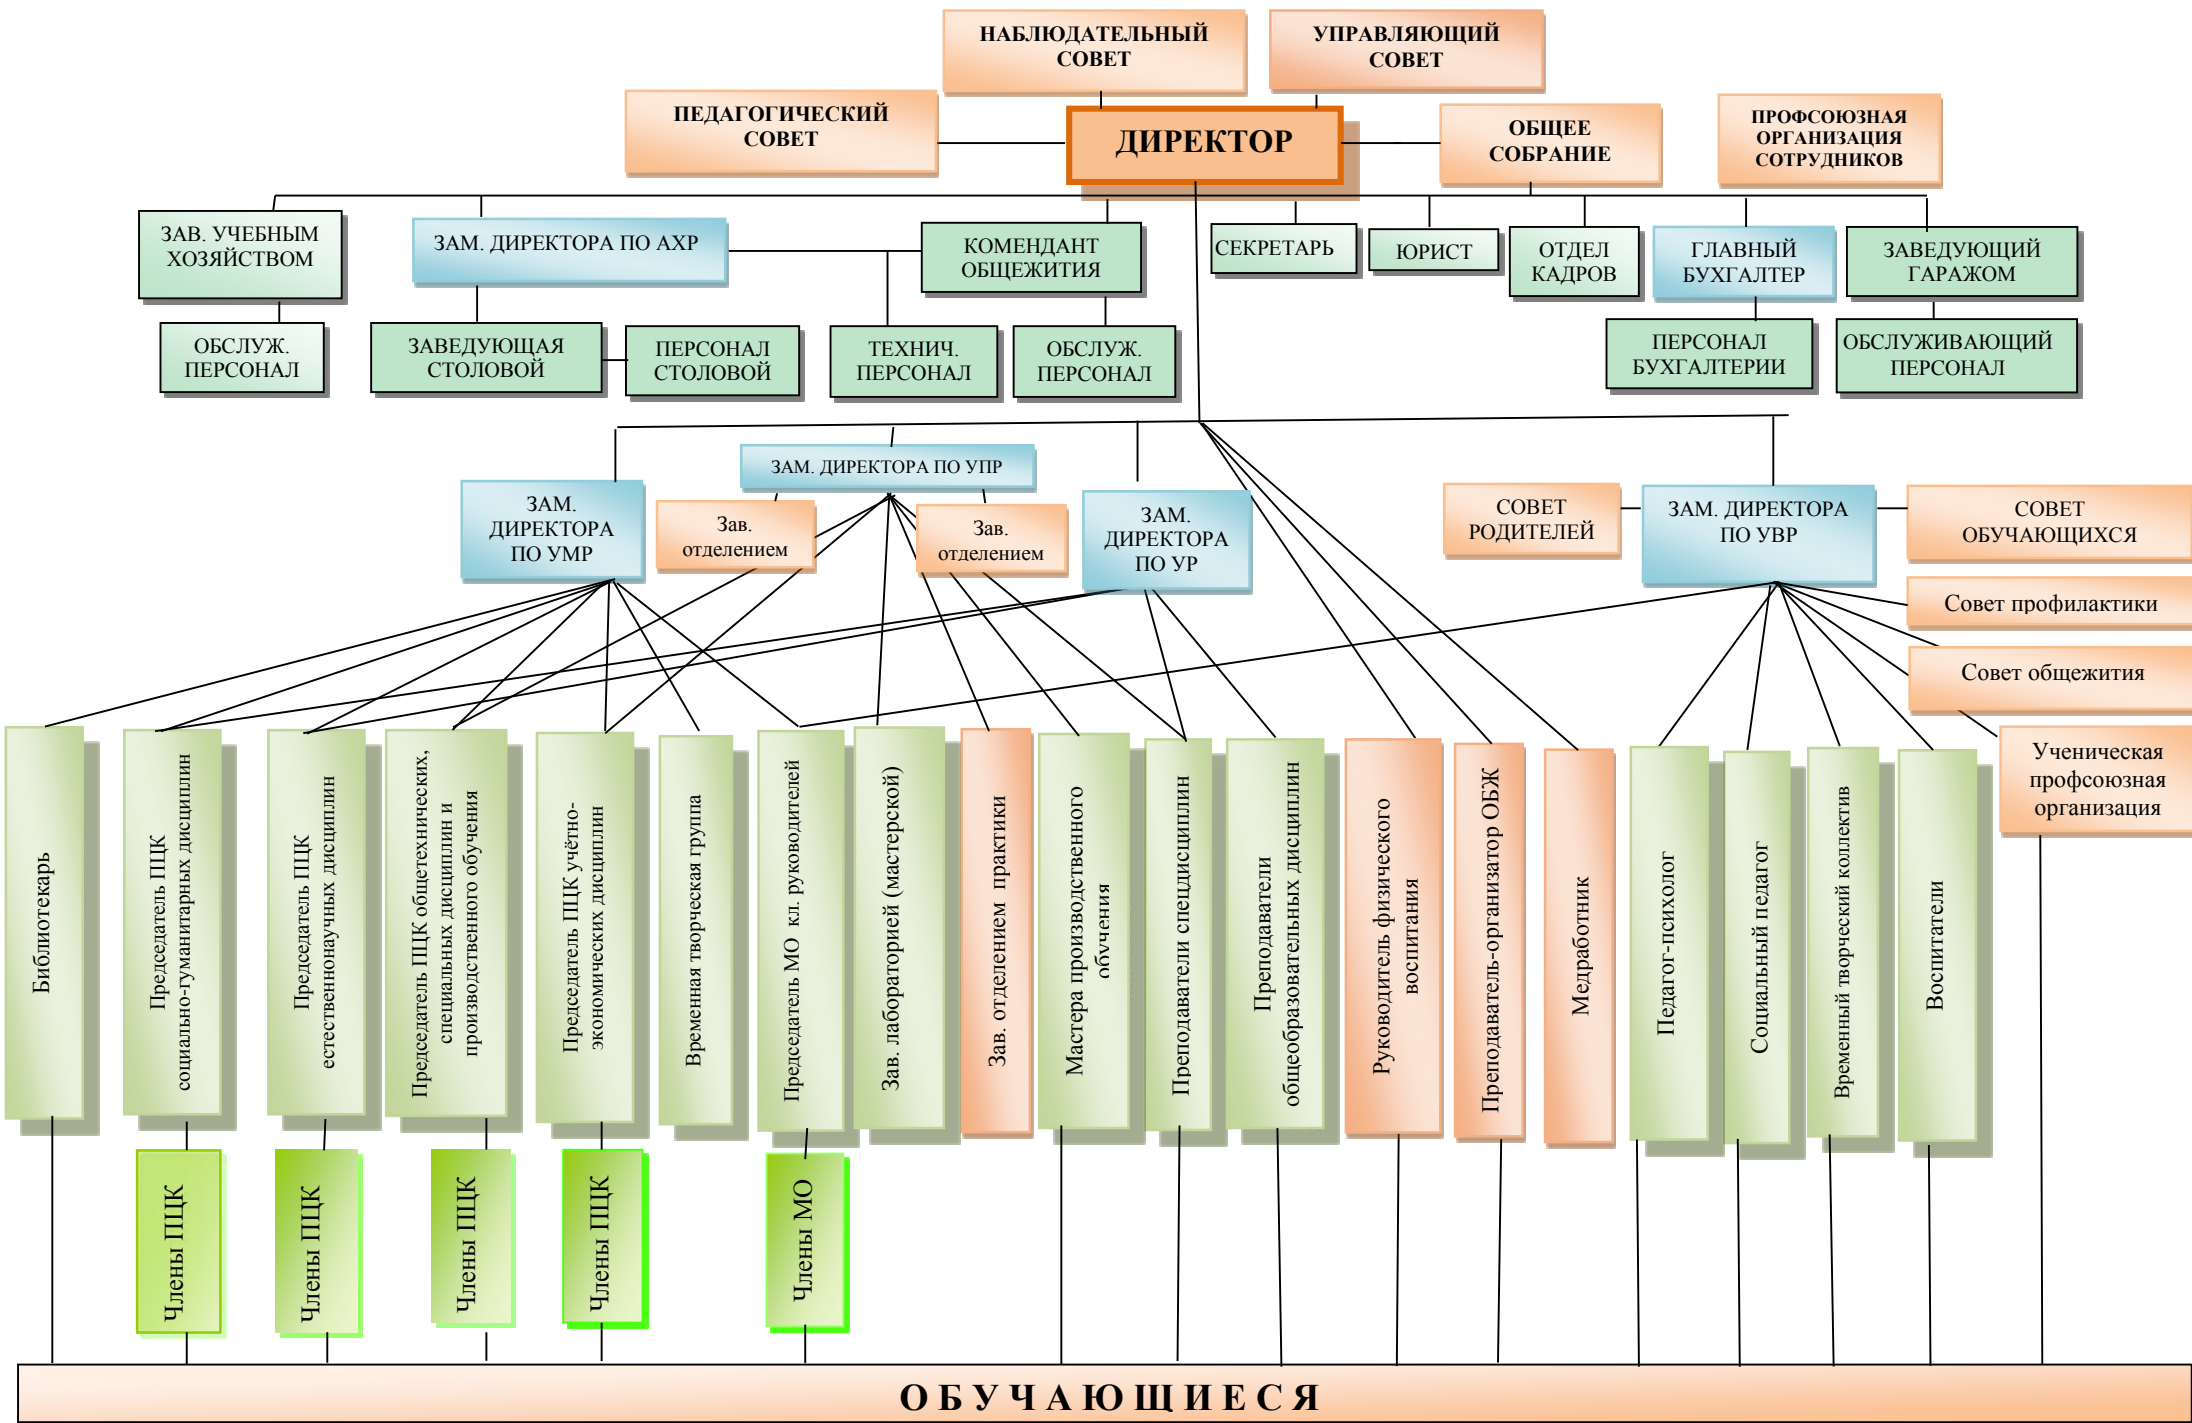 НАБЛЮДАТЕЛЬНЫЙ
СОВЕТ
УПРАВЛЯЮЩИЙ
СОВЕТ
ПЕДАГОГИЧЕСКИЙ
СОВЕТ
ДИРЕКТОР
ОБЩЕЕ
СОБРАНИЕ
ПРОФСОЮЗНАЯ
ОРГАНИЗАЦИЯ
СОТРУДНИКОВ
ЗАВ. УЧЕБНЫМ
ХОЗЯЙСТВОМ
ЗАМ. ДИРЕКТОРА ПО АХР
КОМЕНДАНТ
ОБЩЕЖИТИЯ
СЕКРЕТАРЬ
ЮРИСТ
ОТДЕЛ
КАДРОВ
ГЛАВНЫЙ
БУХГАЛТЕР
ЗАВЕДУЮЩИЙ
ГАРАЖОМ
ОБСЛУЖ.
ПЕРСОНАЛ
ЗАВЕДУЮЩАЯ
СТОЛОВОЙ
ПЕРСОНАЛ
СТОЛОВОЙ
ТЕХНИЧ.
ПЕРСОНАЛ
ОБСЛУЖ.
ПЕРСОНАЛ
ПЕРСОНАЛ
БУХГАЛТЕРИИ
ОБСЛУЖИВАЮЩИЙ
ПЕРСОНАЛ
ЗАМ. ДИРЕКТОРА ПО УПР
ЗАМ.
ДИРЕКТОРА
ПО УМР
Зав.
отделением
Зав.
отделением
ЗАМ.
ДИРЕКТОРА
ПО УР
СОВЕТ
РОДИТЕЛЕЙ
ЗАМ. ДИРЕКТОРА
ПО УВР
СОВЕТ
ОБУЧАЮЩИХСЯ
Совет профилактики
Совет общежития
Ученическая
профсоюзная
организация
Библиотекарь
Председатель ПЦК
социально-гуманитарных дисциплин
Председатель ПЦК
естественнонаучных дисциплин
Председатель ПЦК общетехнических,
специальных дисциплин и
производственного обучения
Председатель ПЦК учётно-
экономических дисциплин
Временная творческая группа
Председатель МО кл. руководителей
Зав. лабораторией (мастерской)
Зав. отделением практики
Мастера производственного
обучения
Преподаватели спецдисциплин
Преподаватели
общеобразовательных дисциплин
Руководитель физического
воспитания
Преподаватель-организатор ОБЖ
Медработник
Педагог-психолог
Социальный педагог
Временный творческий коллектив
Воспитатели
Члены ПЦК
Члены ПЦК
Члены ПЦК
Члены ПЦК
Члены МО
О Б У Ч А Ю Щ И Е С Я